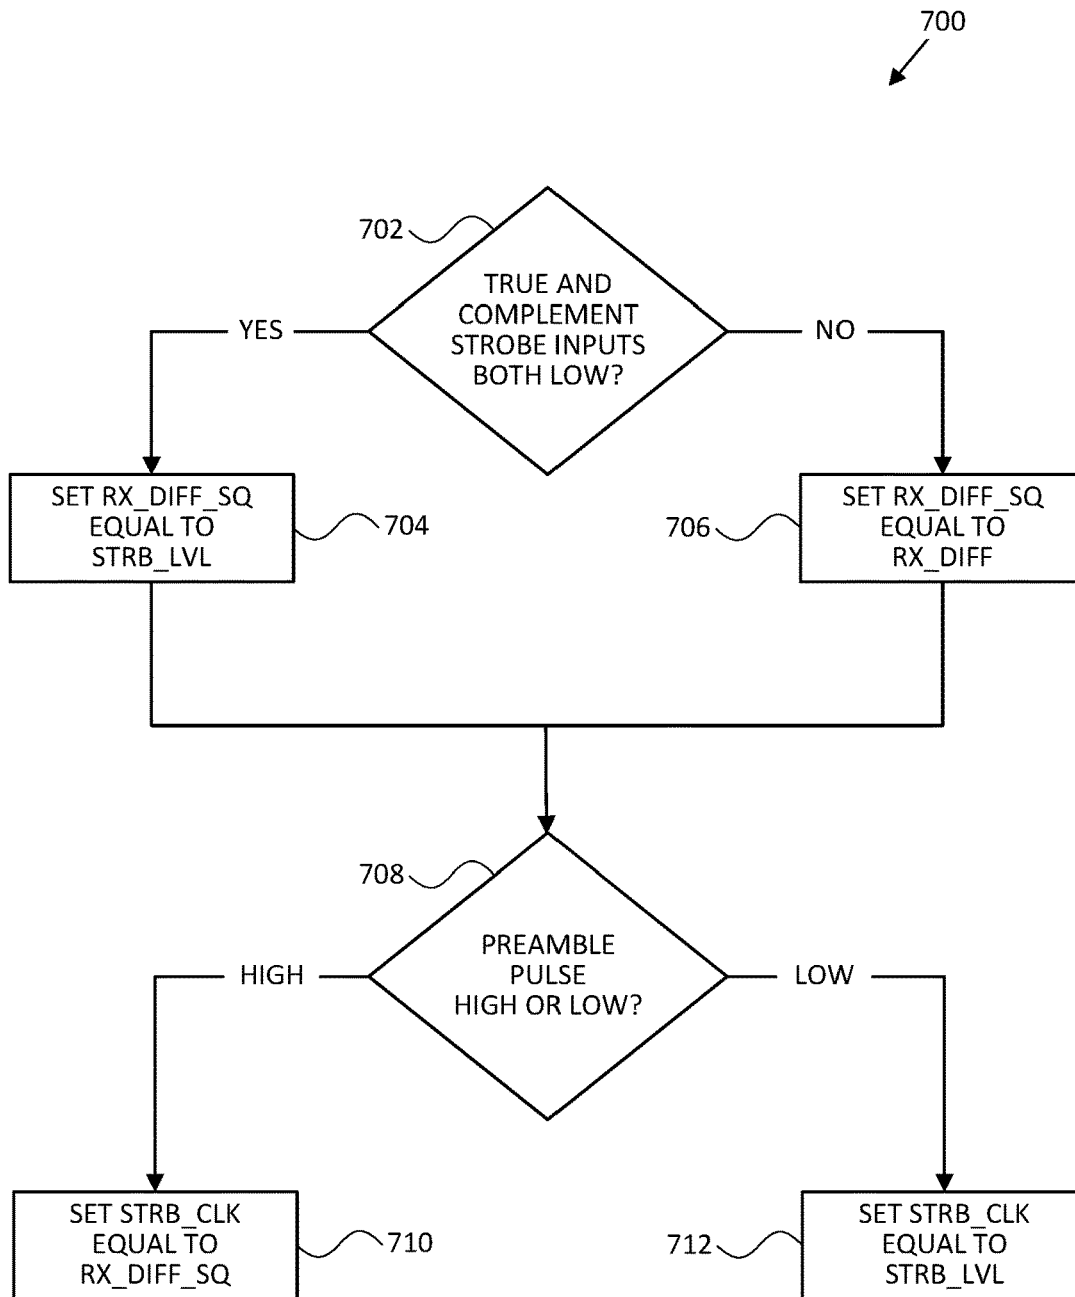 700
702
TRUE AND
COMPLEMENT
STROBE INPUTS
BOTH LOW?
YES
NO
SET RX_DIFF_SQ
EQUAL TO
STRB_LVL
704
706
SET RX_DIFF_SQ
EQUAL TO
RX_DIFF
708
PREAMBLE
PULSE
HIGH OR LOW?
HIGH
LOW
SET STRB_CLK
EQUAL TO
RX_DIFF_SQ
710
712
SET STRB_CLK
EQUAL TO
STRB_LVL